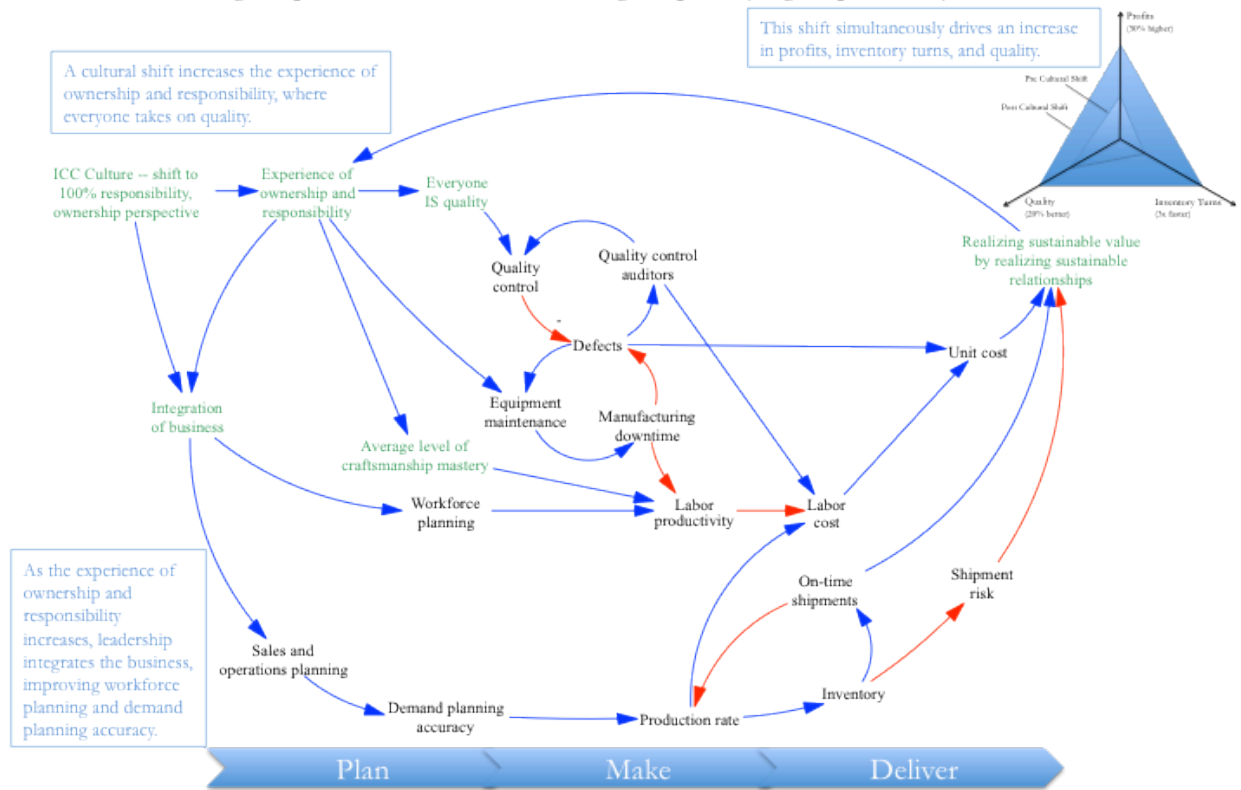 This shift simultaneously drives an increase
in profits, inventory turns, and quality.
Profits
(50% higher)
Pre Cultural Shift
Post Cultural Shift
Quality
(20% better)
Inventory Turns
(3x faster)
A cultural shift increases the experience of
ownership and responsibility, where
everyone takes on quality.
ICC Culture -- shift to
100% responsibility,
ownership perspective
Experience of
ownership and
responsibility
Everyone
IS quality
Quality
control
Quality control
auditors
Realizing sustainable value
by realizing sustainable
relationships
-
Defects
Unit cost
Equipment
maintenance
Manufacturing
downtime
Integration
of business
Average level of
craftsmanship mastery
Workforce
planning
Labor
productivity
Labor
cost
As the experience of
ownership and
responsibility
increases, leadership
integrates the business,
improving workforce
planning and demand
planning accuracy.
On-time
shipments
Shipment
risk
Sales and
operations planning
Demand planning
accuracy
Production rate
Inventory
Plan
Make
Deliver